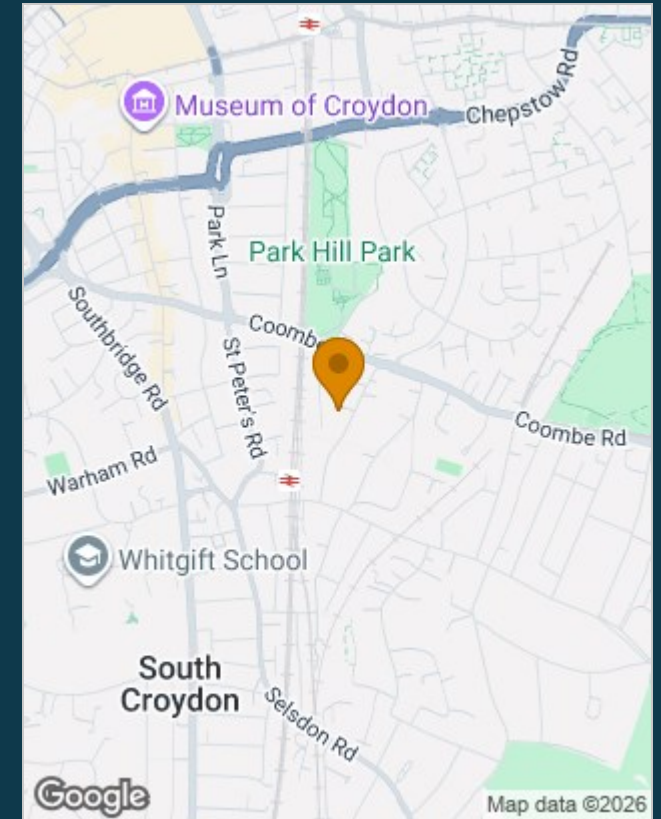 Museum of Croydon
Chepstow Rd
Park Ln
Park Hill Park
Southbridge Rd
Coombe
St Peter's Rd
Coombe Rd
Warham Rd
Whitgift School
South
Croydon
Selsdon Rd
Google
Map data ©2026